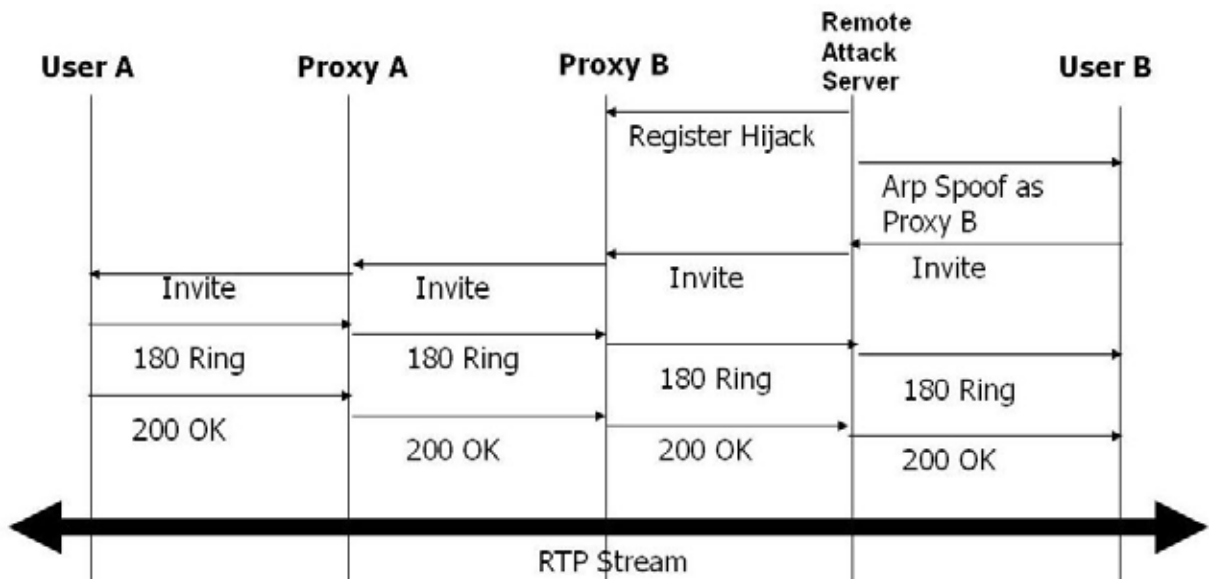 User A
Proxy A
Proxy B
Remote
Attack
Server
User B
Register Hijack
Arp Spoof as
Proxy B
Invite
Invite
Invite
Invite
180 Ring
180 Ring
180 Ring
180 Ring
200 OK
200 OK
200 OK
200 OK
RTP Stream